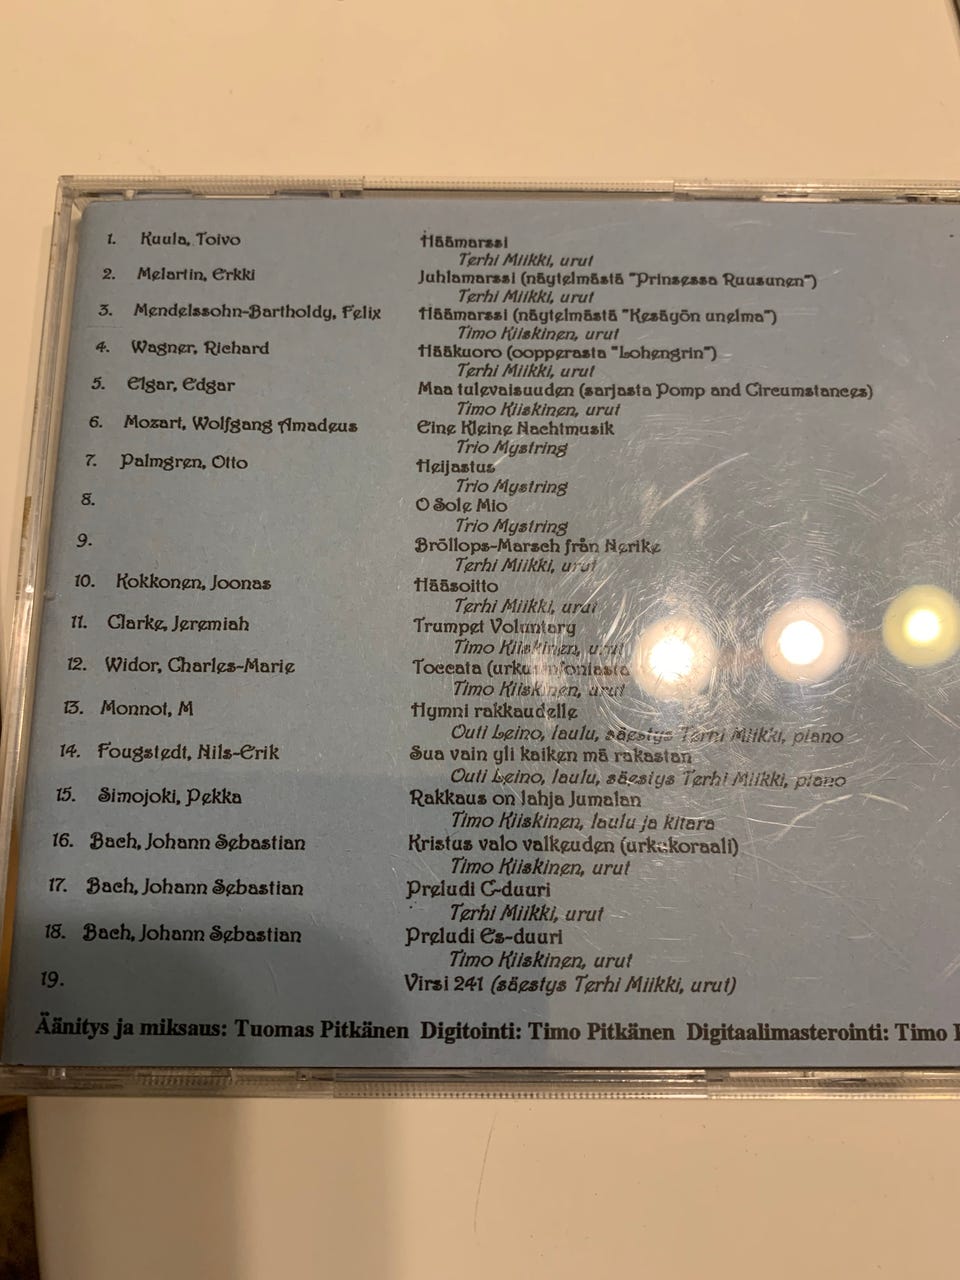 1. Kuula, Toivo Häämarssi
Terhi Miikki, urut
2. Melartin, Erkki Juhlamarssi (näytelmästä "Prinsessa Ruusunen")
Terhi Miikki, urut
3. Mendelssohn-Bartholdy, Felix Häämarssi (näytelmästä "Kesäyön unelma")
Timo Kiiskinen, urut
4. Wagner, Richard Hääkuoro (oopperasta "Lohengrin")
Terhi Miikki, urut
5. Elgar, Edgar Maa tulevaisuuden (sarjasta Pomp and Circumstances)
Timo Kiiskinen, urut
6. Mozart, Wolfgang Amadeus Eine Kleine Nachtmusik
Trio Mystring
7. Palmgren, Otto Heijastus
Trio Mystring
8. O Sole Mio
Trio Mystring
9. Bröllops-Marsch från Nerike
Terhi Miikki, urut
10. Kokkonen, Joonas Hääsoitto
Terhi Miikki, urut
11. Clarke, Jeremiah Trumpet Voluntary
Timo Kiiskinen, urut
12. Widor, Charles-Marie Toccata (urkusinfoniasta
Timo Kiiskinen, urut
13. Monnot, M Hymni rakkaudelle
Outi Leino, laulu, säestys Terhi Miikki, piano
14. Fougstedt, Nils-Erik Sua vain yli kaiken mä rakastan
Outi Leino, laulu, säestys Terhi Miikki, piano
15. Simojoki, Pekka Rakkaus on lahja Jumalan
Timo Kiiskinen, laulu ja kitara
16. Bach, Johann Sebastian Kristus valo valkeuden (urkukoraali)
Timo Kiiskinen, urut
17. Bach, Johann Sebastian Preludi C-duuri
Terhi Miikki, urut
18. Bach, Johann Sebastian Preludi Es-duuri
Timo Kiiskinen, urut
19. Virsi 241 (säestys Terhi Miikki, urut)
Äänitys ja miksaus: Tuomas Pitkänen Digitointi: Timo Pitkänen Digitaalimasterointi: Timo